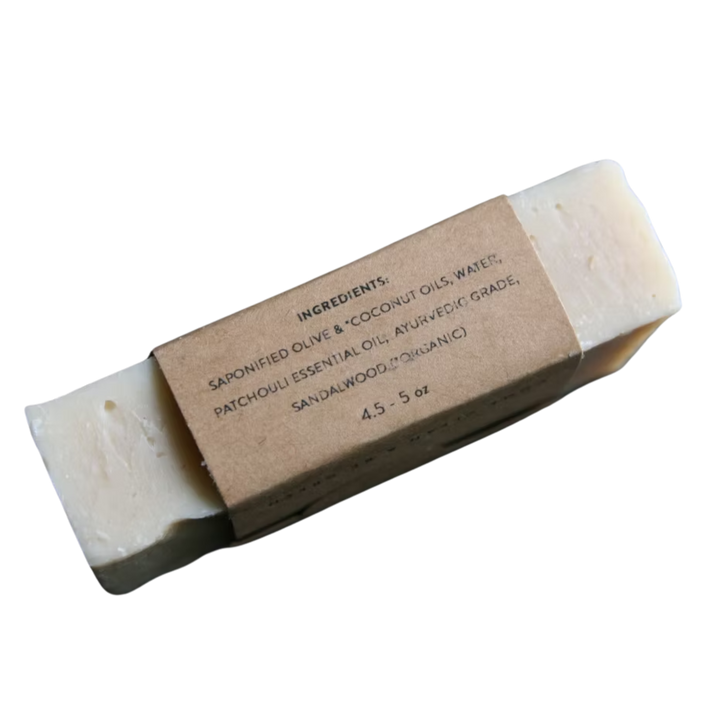 INGREDIENTS:
SAPONIFIED OLIVE & *COCONUT OILS, WATER,
PATCHOULI ESSENTIAL OIL, AYURVEDIC GRADE,
SANDALWOOD (*ORGANIC)
4.5 - 5 oz